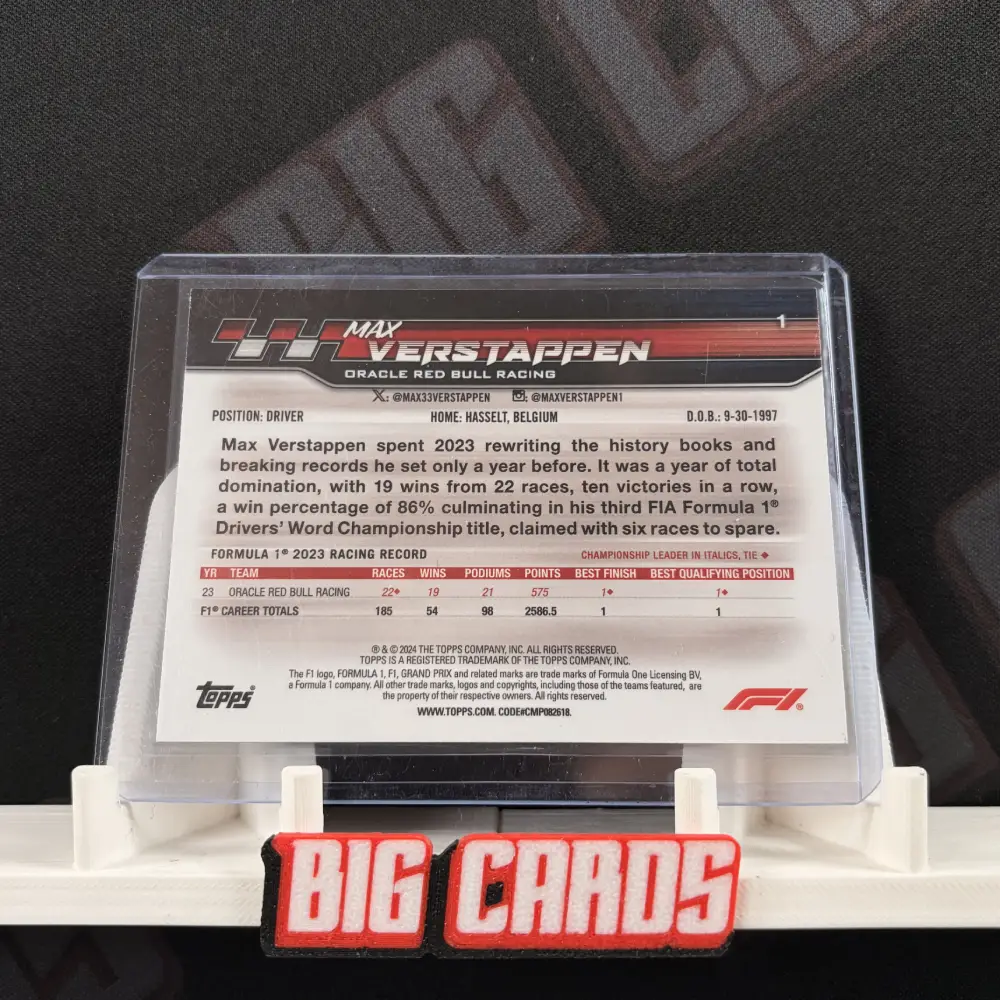 BIG CA
1
MAX
VERSTAPPEN
ORACLE RED BULL RACING
X: @MAX33VERSTAPPEN @MAXVERSTAPPEN1
POSITION: DRIVER HOME: HASSELT, BELGIUM D.O.B.: 9-30-1997
Max Verstappen spent 2023 rewriting the history books and
breaking records he set only a year before. It was a year of total
domination, with 19 wins from 22 races, ten victories in a row,
a win percentage of 86% culminating in his third FIA Formula 1®
Drivers' Word Championship title, claimed with six races to spare.
FORMULA 1® 2023 RACING RECORD CHAMPIONSHIP LEADER IN ITALICS, TIE ◆
YR TEAM RACES WINS PODIUMS POINTS BEST FINISH BEST QUALIFYING POSITION
23 ORACLE RED BULL RACING 22◆ 19 21 575 1◆ 1◆
F1® CAREER TOTALS 185 54 98 2586.5 1 1
® & © 2024 THE TOPPS COMPANY, INC. ALL RIGHTS RESERVED.
TOPPS IS A REGISTERED TRADEMARK OF THE TOPPS COMPANY, INC.
The F1 logo, FORMULA 1, F1, GRAND PRIX and related marks are trade marks of Formula One Licensing BV,
a Formula 1 company. All other trade marks, logos and copyrights, including those of the teams featured, are
the property of their respective owners. All rights reserved.
WWW.TOPPS.COM. CODE#CMP082618.
topps®
F1®
BIG CARDS